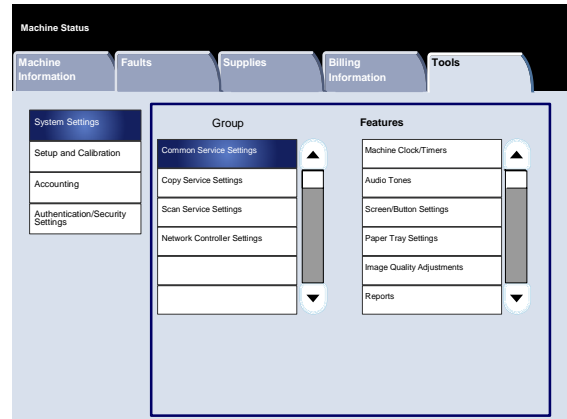 Machine Status
Machine
Information
Faults
Supplies
Billing
Information
Tools
System Settings
Setup and Calibration
Accounting
Authentication/Security
Settings
Group
Common Service Settings
Copy Service Settings
Scan Service Settings
Network Controller Settings
Features
Machine Clock/Timers
Audio Tones
Screen/Button Settings
Paper Tray Settings
Image Quality Adjustments
Reports